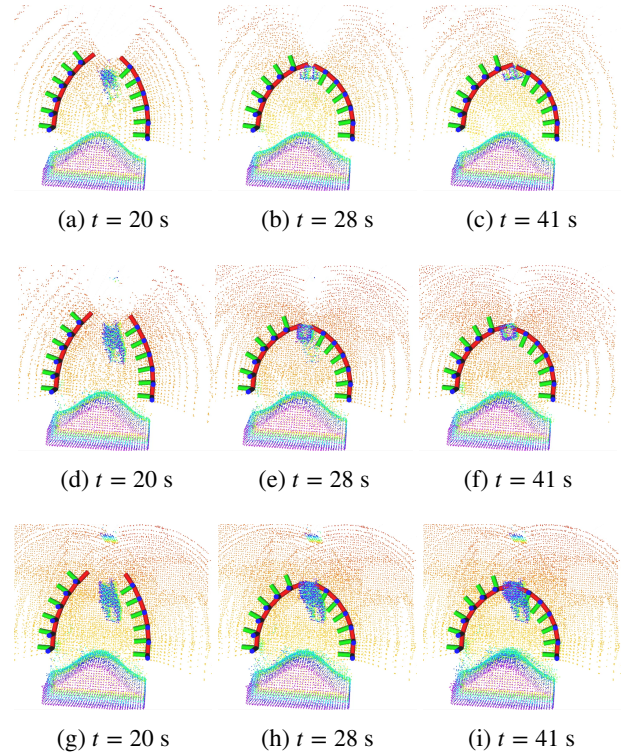 (a) t = 20 s (b) t = 28 s (c) t = 41 s
(d) t = 20 s (e) t = 28 s (f) t = 41 s
(g) t = 20 s (h) t = 28 s (i) t = 41 s